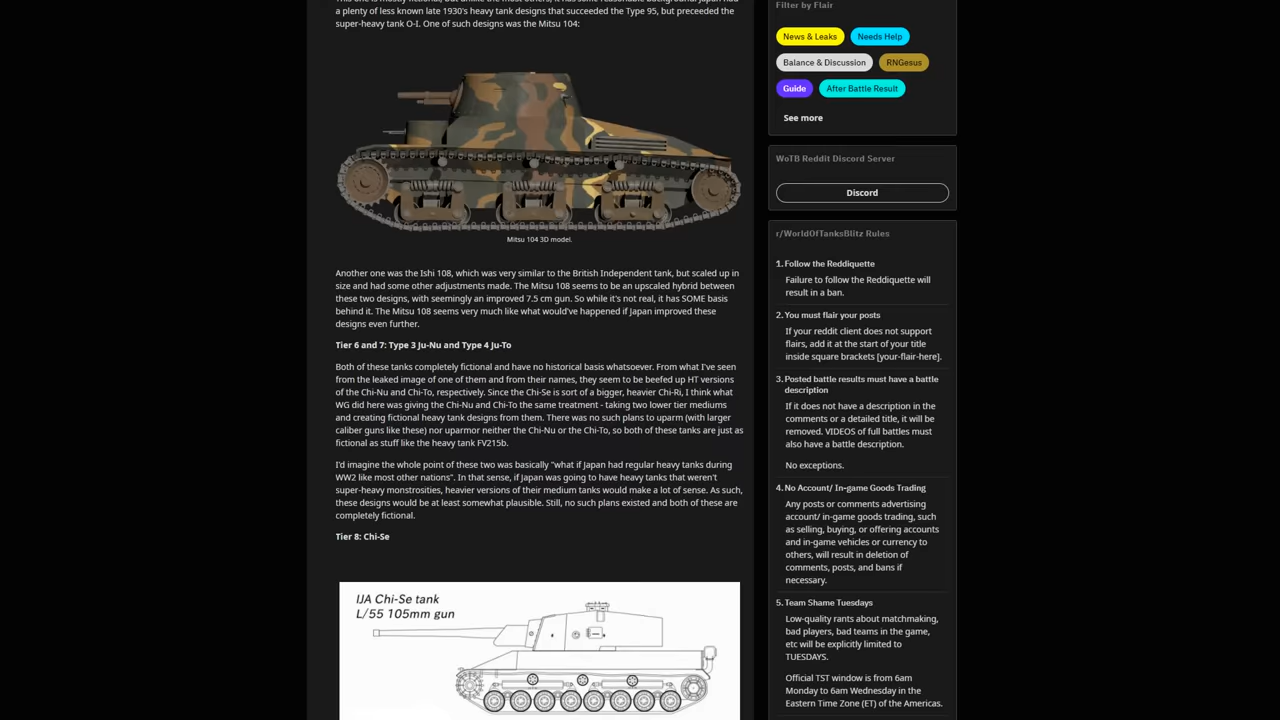 a plenty of less known late 1930's heavy tank designs that succeeded the Type 95, but preceeded the
super-heavy tank O-I. One of such designs was the Mitsu 104:
Mitsu 104 3D model.
Another one was the Ishi 108, which was very similar to the British Independent tank, but scaled up in
size and had some other adjustments made. The Mitsu 108 seems to be an upscaled hybrid between
these two designs, with seemingly an improved 7.5 cm gun. So while it's not real, it has SOME basis
behind it. The Mitsu 108 seems very much like what would've happened if Japan improved these
designs even further.
Tier 6 and 7: Type 3 Ju-Nu and Type 4 Ju-To
Both of these tanks completely fictional and have no historical basis whatsoever. From what I've seen
from the leaked image of one of them and from their names, they seem to be beefed up HT versions
of the Chi-Nu and Chi-To, respectively. Since the Chi-Se is sort of a bigger, heavier Chi-Ri, I think what
WG did here was giving the Chi-Nu and Chi-To the same treatment - taking two lower tier mediums
and creating fictional heavy tank designs from them. There was no such plans to uparm (with larger
caliber guns like these) nor uparmor neither the Chi-Nu or the Chi-To, so both of these tanks are just as
fictional as stuff like the heavy tank FV215b.
I'd imagine the whole point of these two was basically "what if Japan had regular heavy tanks during
WW2 like most other nations". In that sense, if Japan was going to have heavy tanks that weren't
super-heavy monstrosities, heavier versions of their medium tanks would make a lot of sense. As such,
these designs would be at least somewhat plausible. Still, no such plans existed and both of these are
completely fictional.
Tier 8: Chi-Se
IJA Chi-Se tank
L/55 105mm gun
Filter by Flair
News & Leaks
Needs Help
Balance & Discussion
RNGesus
Guide
After Battle Result
See more
WoTB Reddit Discord Server
Discord
r/WorldOfTanksBlitz Rules
1. Follow the Reddiquette
Failure to follow the Reddiquette will
result in a ban.
2. You must flair your posts
If your reddit client does not support
flairs, add it at the start of your title
inside square brackets [your-flair-here].
3. Posted battle results must have a battle
description
If it does not have a description in the
comments or a detailed title, it will be
removed. VIDEOS of full battles must
also have a battle description.
No exceptions.
4. No Account/ In-game Goods Trading
Any posts or comments advertising
account/ in-game goods trading, such
as selling, buying, or offering accounts
and in-game vehicles or currency to
others, will result in deletion of
comments, posts, and bans if
necessary.
5. Team Shame Tuesdays
Low-quality rants about matchmaking,
bad players, bad teams in the game,
etc will be explicitly limited to
TUESDAYS.
Official TST window is from 6am
Monday to 6am Wednesday in the
Eastern Time Zone (ET) of the Americas.